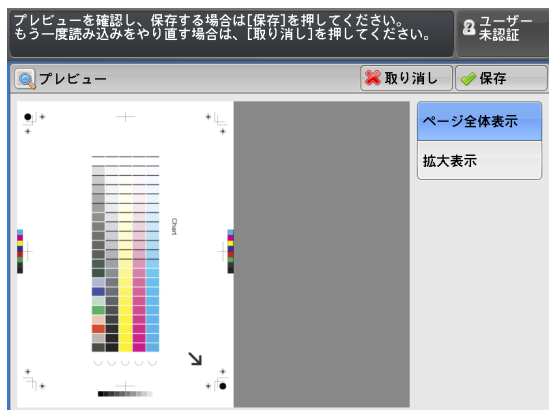 プレビューを確認し、保存する場合は[保存]を押してください。
もう一度読み込みをやり直す場合は、[取り消し]を押してください。
ユーザー
未認証
プレビュー
取り消し
保存
ページ全体表示
拡大表示
Chart